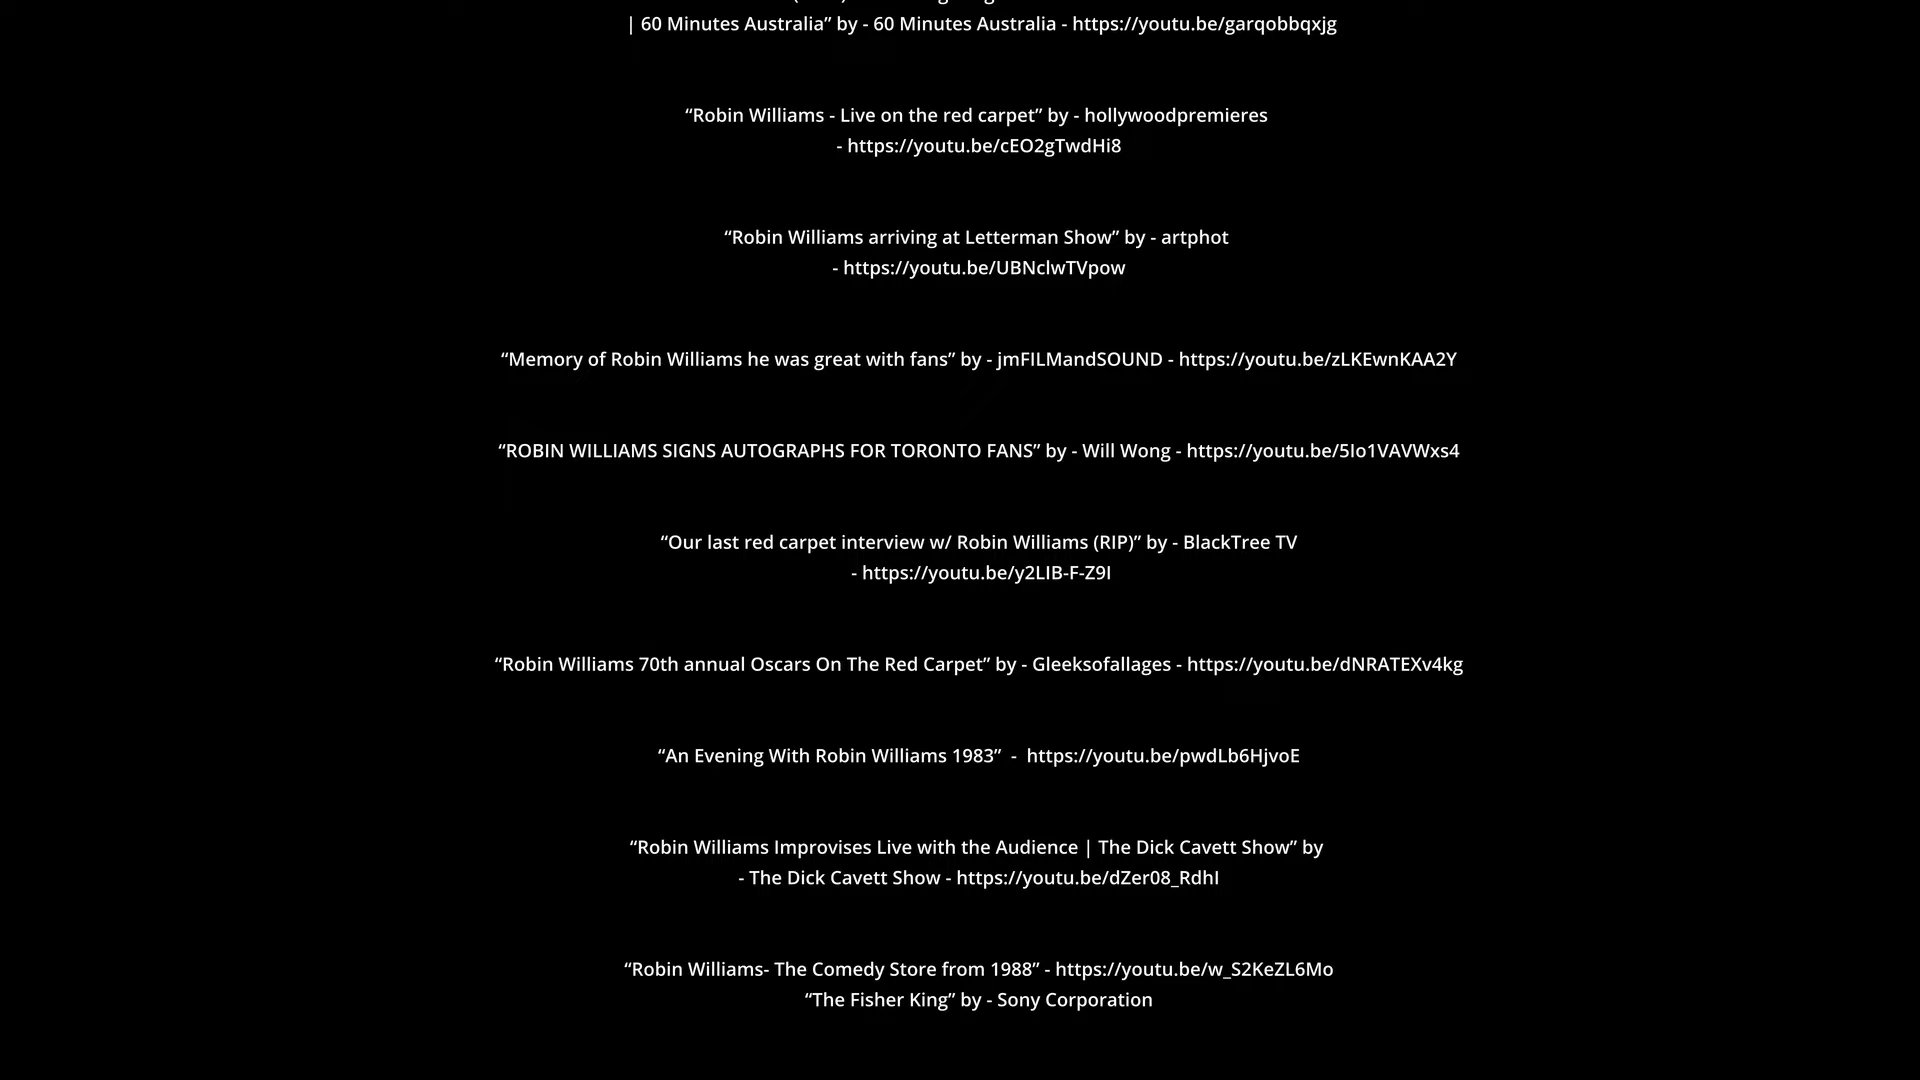 | 60 Minutes Australia” by - 60 Minutes Australia - https://youtu.be/garqobbqxjg
“Robin Williams - Live on the red carpet” by - hollywoodpremieres
- https://youtu.be/cEO2gTwdHi8
“Robin Williams arriving at Letterman Show” by - artphot
- https://youtu.be/UBNclwTVpow
“Memory of Robin Williams he was great with fans” by - jmFILMandSOUND - https://youtu.be/zLKEwnKAA2Y
“ROBIN WILLIAMS SIGNS AUTOGRAPHS FOR TORONTO FANS” by - Will Wong - https://youtu.be/5Io1VAVWxs4
“Our last red carpet interview w/ Robin Williams (RIP)” by - BlackTree TV
- https://youtu.be/y2LIB-F-Z9I
“Robin Williams 70th annual Oscars On The Red Carpet” by - Gleeksofallages - https://youtu.be/dNRATEXv4kg
“An Evening With Robin Williams 1983”  -  https://youtu.be/pwdLb6HjvoE
“Robin Williams Improvises Live with the Audience | The Dick Cavett Show” by
- The Dick Cavett Show - https://youtu.be/dZer08_RdhI
“Robin Williams- The Comedy Store from 1988” - https://youtu.be/w_S2KeZL6Mo
“The Fisher King” by - Sony Corporation